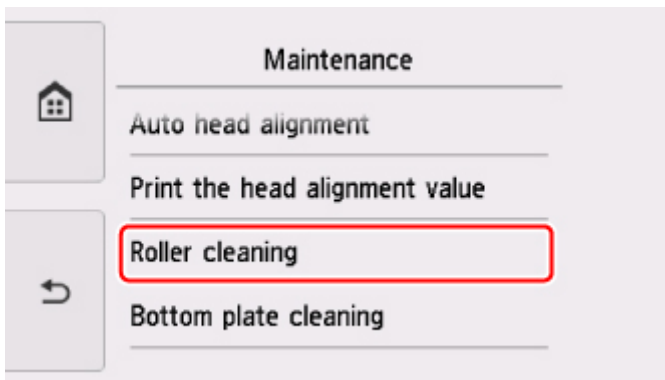 Maintenance
Auto head alignment
Print the head alignment value
Roller cleaning
Bottom plate cleaning